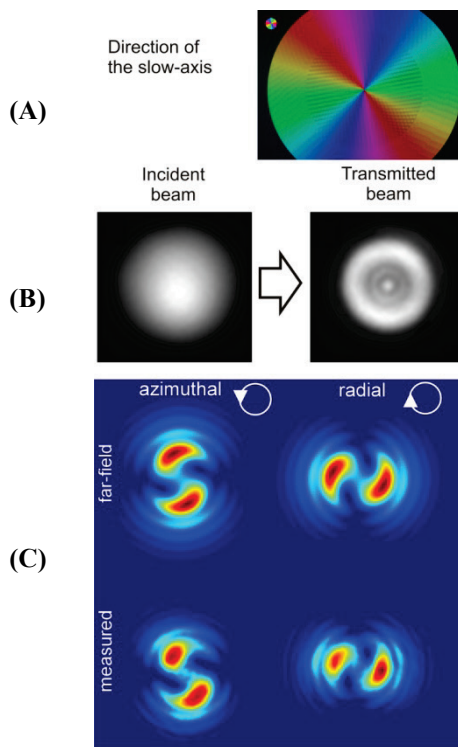 Direction of
the slow-axis
(A)
Incident
beam
Transmitted
beam
(B)
azimuthal
radial
far-field
(C)
measured